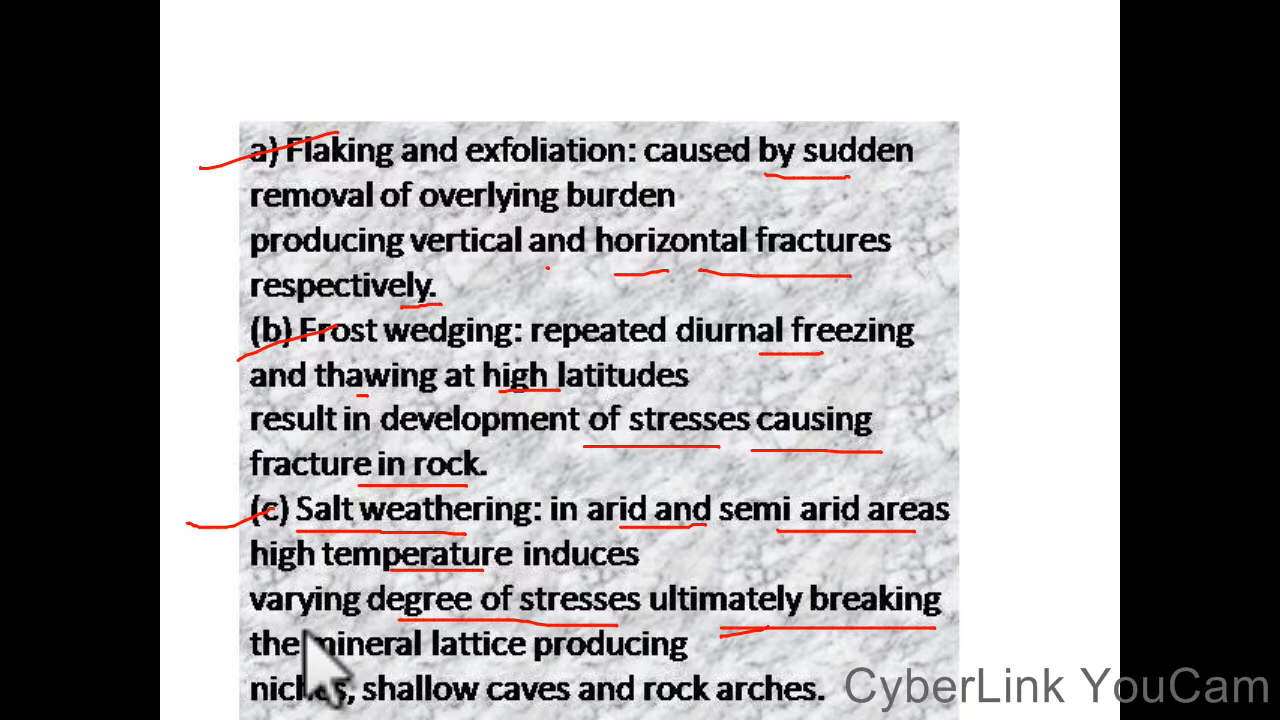 a) Flaking and exfoliation: caused by sudden
removal of overlying burden
producing vertical and horizontal fractures
respectively.
(b) Frost wedging: repeated diurnal freezing
and thawing at high latitudes
result in development of stresses causing
fracture in rock.
(c) Salt weathering: in arid and semi arid areas
high temperature induces
varying degree of stresses ultimately breaking
the mineral lattice producing
niches, shallow caves and rock arches.
CyberLink YouCam